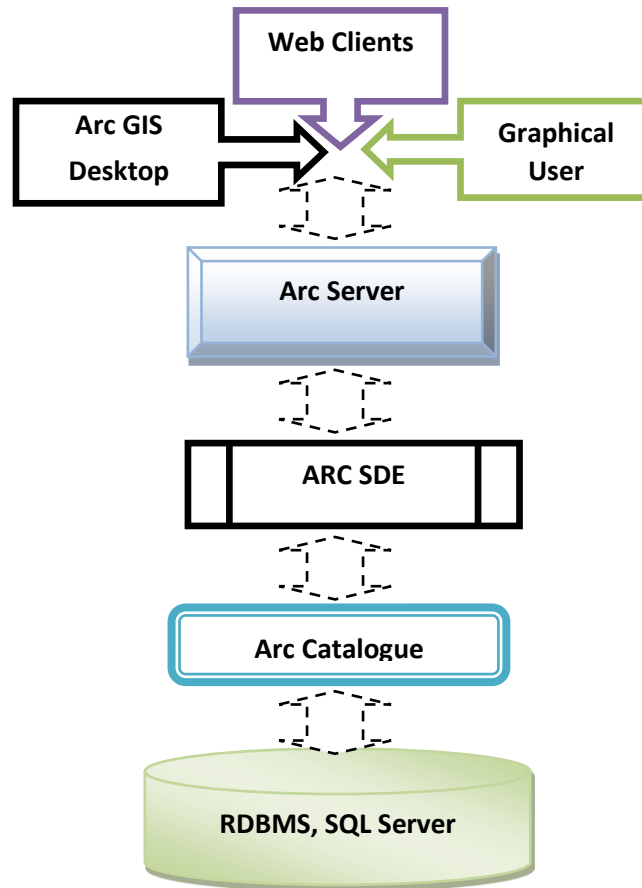 Web Clients
Arc GIS
Desktop
Graphical
User
Arc Server
ARC SDE
Arc Catalogue
RDBMS, SQL Server